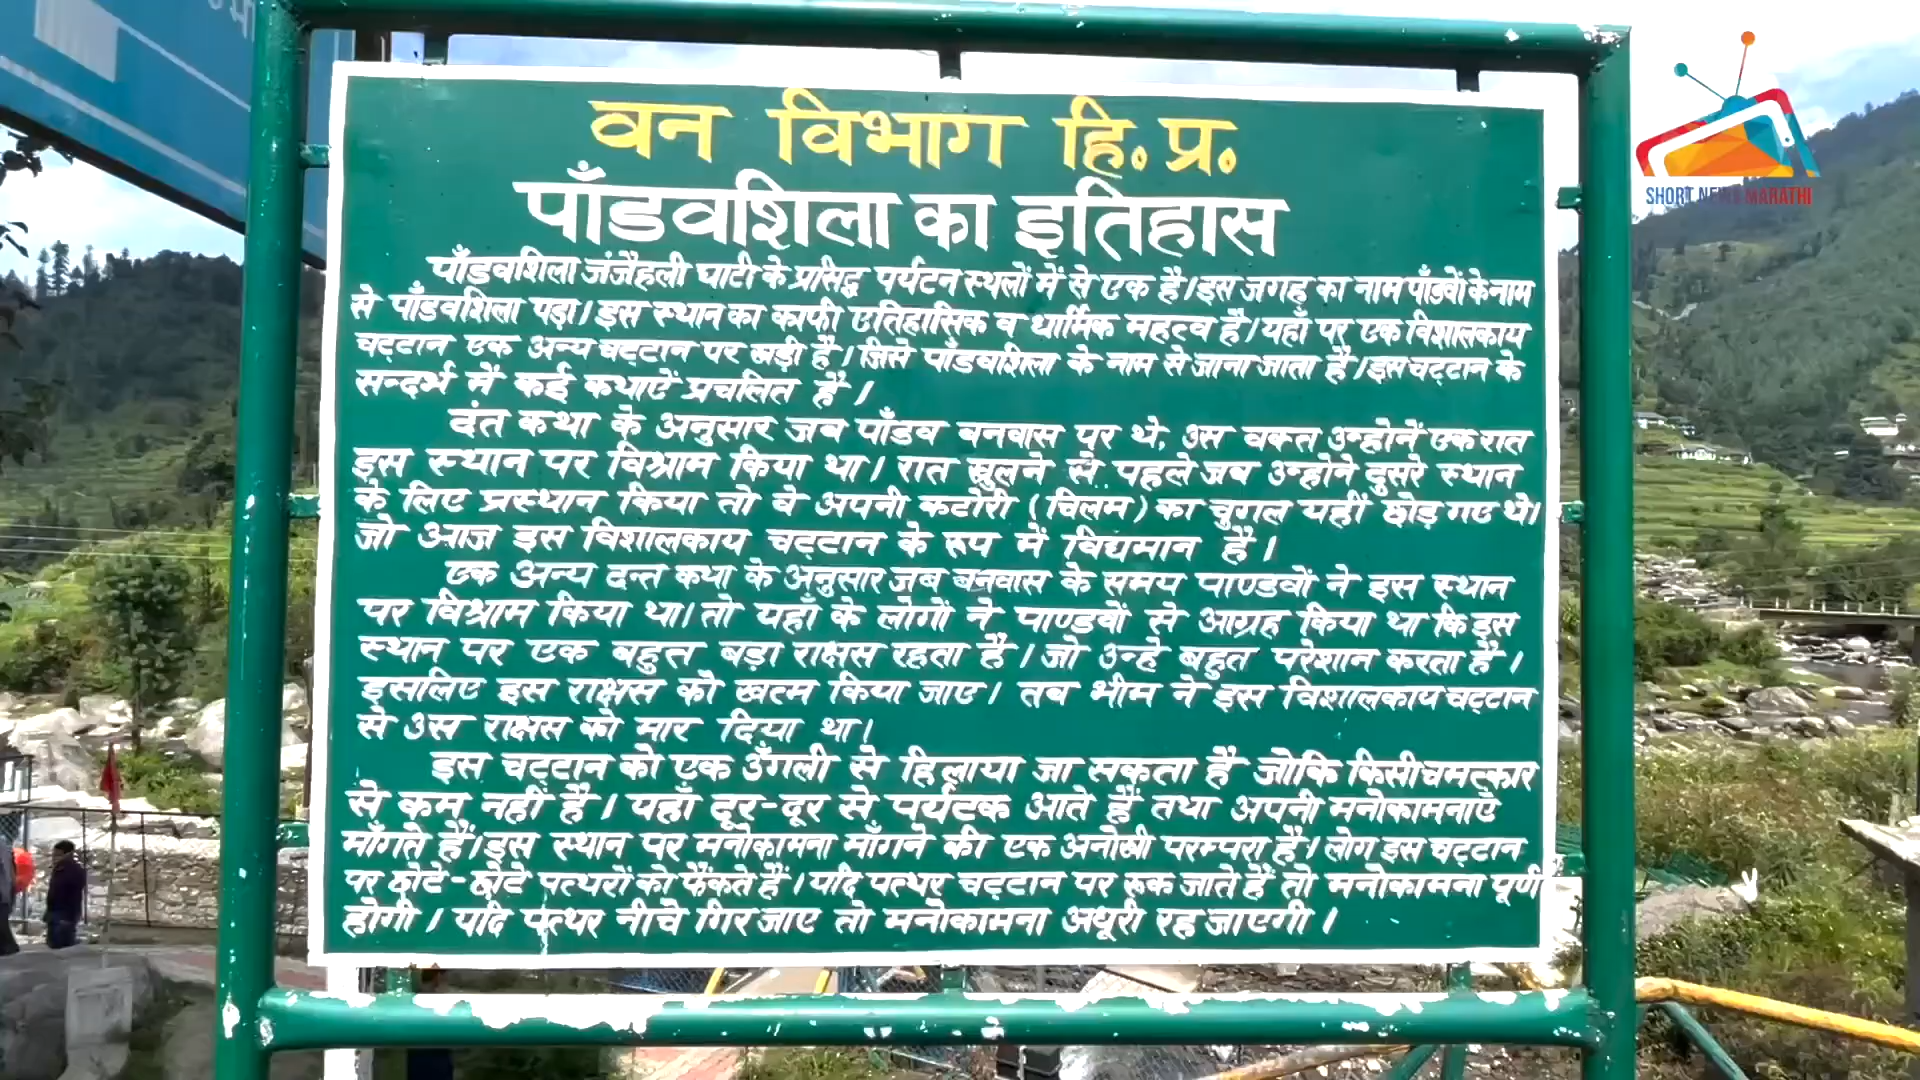 वन विभाग हि.प्र.
पाँडवशिला का इतिहास
पाँडवशिला जंजैहली घाटी के प्रसिद्ध पर्यटन स्थलों में से एक है। इस जगह का नाम पाँडवों के नाम
से पाँडवशिला पड़ा। इस स्थान का काफी एतिहासिक व धार्मिक महत्व है। यहाँ पर एक विशालकाय
चट्टान एक अन्य चट्टान पर खड़ी है। जिसे पाँडवशिला के नाम से जाना जाता है। इस चट्टान के
सन्दर्भ में कई कथाऐं प्रचलित हैं।
दंत कथा के अनुसार जब पाँडव बनवास पर थे, उस वक्त उन्होनें एक रात
इस स्थान पर विश्राम किया था। रात खुलने से पहले जब उन्होने दुसरे स्थान
के लिए प्रस्थान किया तो वे अपनी कटोरी (चिलम) का चुगल यहीं छोड़ गए थे।
जो आज इस विशालकाय चट्टान के रूप में विद्यमान है।
एक अन्य दन्त कथा के अनुसार जब बनवास के समय पाण्डवों ने इस स्थान
पर विश्राम किया था। तो यहाँ के लोगों ने पाण्डवों से आग्रह किया था कि इस
स्थान पर एक बहुत बड़ा राक्षस रहता है। जो उन्हे बहुत परेशान करता है।
इसलिए इस राक्षस को खत्म किया जाए। तब भीम ने इस विशालकाय चट्टान
से उस राक्षस को मार दिया था।
इस चट्टान को एक उँगली से हिलाया जा सकता है जोकि किसी चमत्कार
से कम नहीं है। यहाँ दूर-दूर से पर्यटक आते हैं तथा अपनी मनोकामनाऐ
माँगते हैं। इस स्थान पर मनोकामना माँगने की एक अनोखी परम्परा है। लोग इस चट्टान
पर छोटे-छोटे पत्थरों को फैंकते हैं। यदि पत्थर चट्टान पर रूक जाते हैं तो मनोकामना पूर्ण
होगी। यदि पत्थर नीचे गिर जाए तो मनोकामना अधूरी रह जाएगी।
SHORT NEWS MARATHI